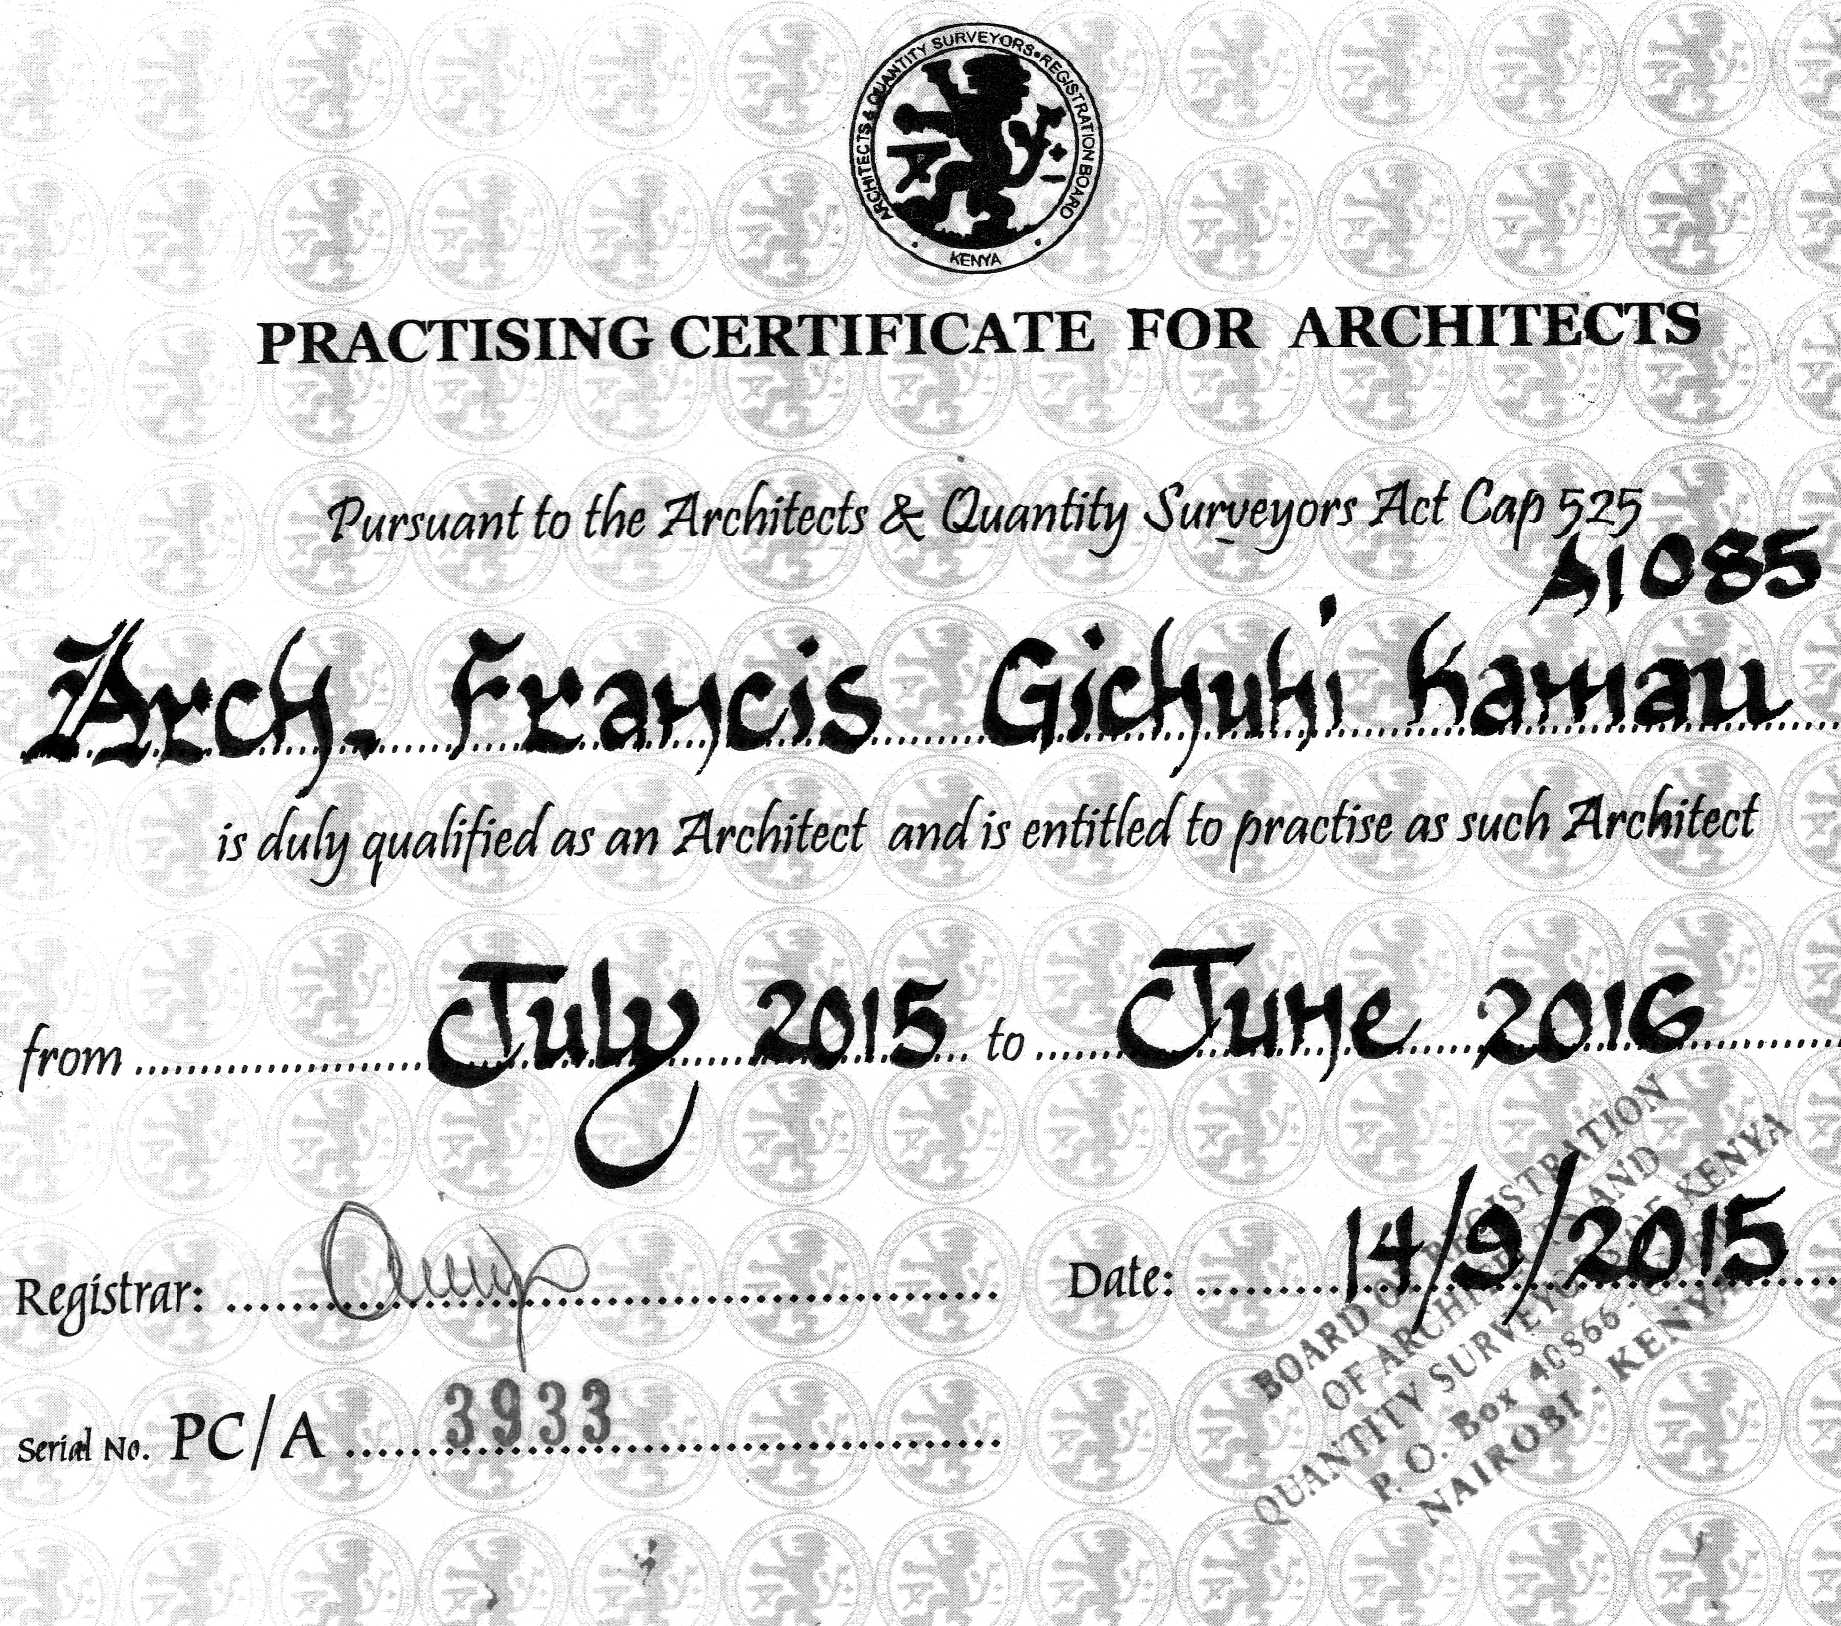 ARCHITECTS & QUANTITY SURVEYORS • REGISTRATION BOARD
KENYA
PRACTISING CERTIFICATE FOR ARCHITECTS
Pursuant to the Architects & Quantity Surveyors Act Cap 525
A1085
Arch. Francis Gichuhi Kamau
is duly qualified as an Architect and is entitled to practise as such Architect
from July 2015 to June 2016
Registrar:
Date: 14/9/2015
Serial No. PC/A 3933
BOARD OF REGISTRATION
OF ARCHITECTS AND
QUANTITY SURVEYORS OF KENYA
P. O. Box 40866 -
NAIROBI - KENYA